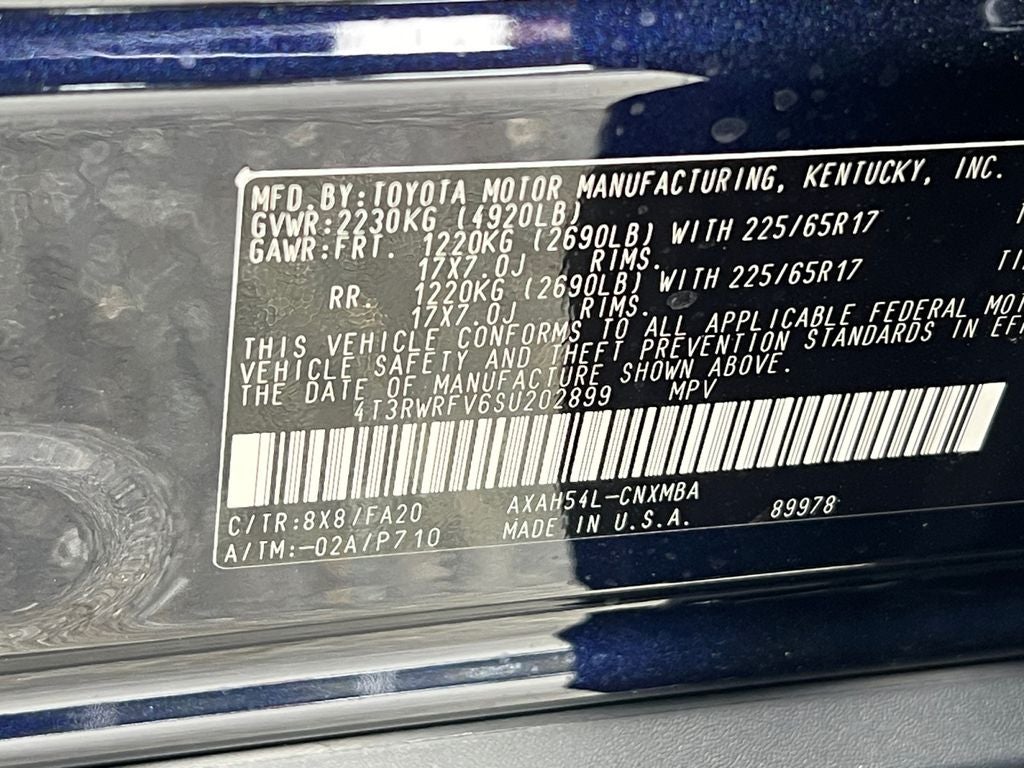 MFD.BY:TOYOTA MOTOR MANUFACTURING, KENTUCKY, INC.
GVWR:2230KG (4920LB)
GAWR:FRT. 1220KG (2690LB) WITH 225/65R17
17X7.0J RIMS.
RR. 1220KG (2690LB) WITH 225/65R17
17X7.0J RIMS.
THIS VEHICLE CONFORMS TO ALL APPLICABLE FEDERAL MOT
VEHICLE SAFETY AND THEFT PREVENTION STANDARDS IN EFF
THE DATE OF MANUFACTURE SHOWN ABOVE.
4T3RWRFV6SU202899 MPV
C/TR:8X8/FA20 AXAH54L-CNXMBA 89978
A/TM:-02A/P710 MADE IN U.S.A.